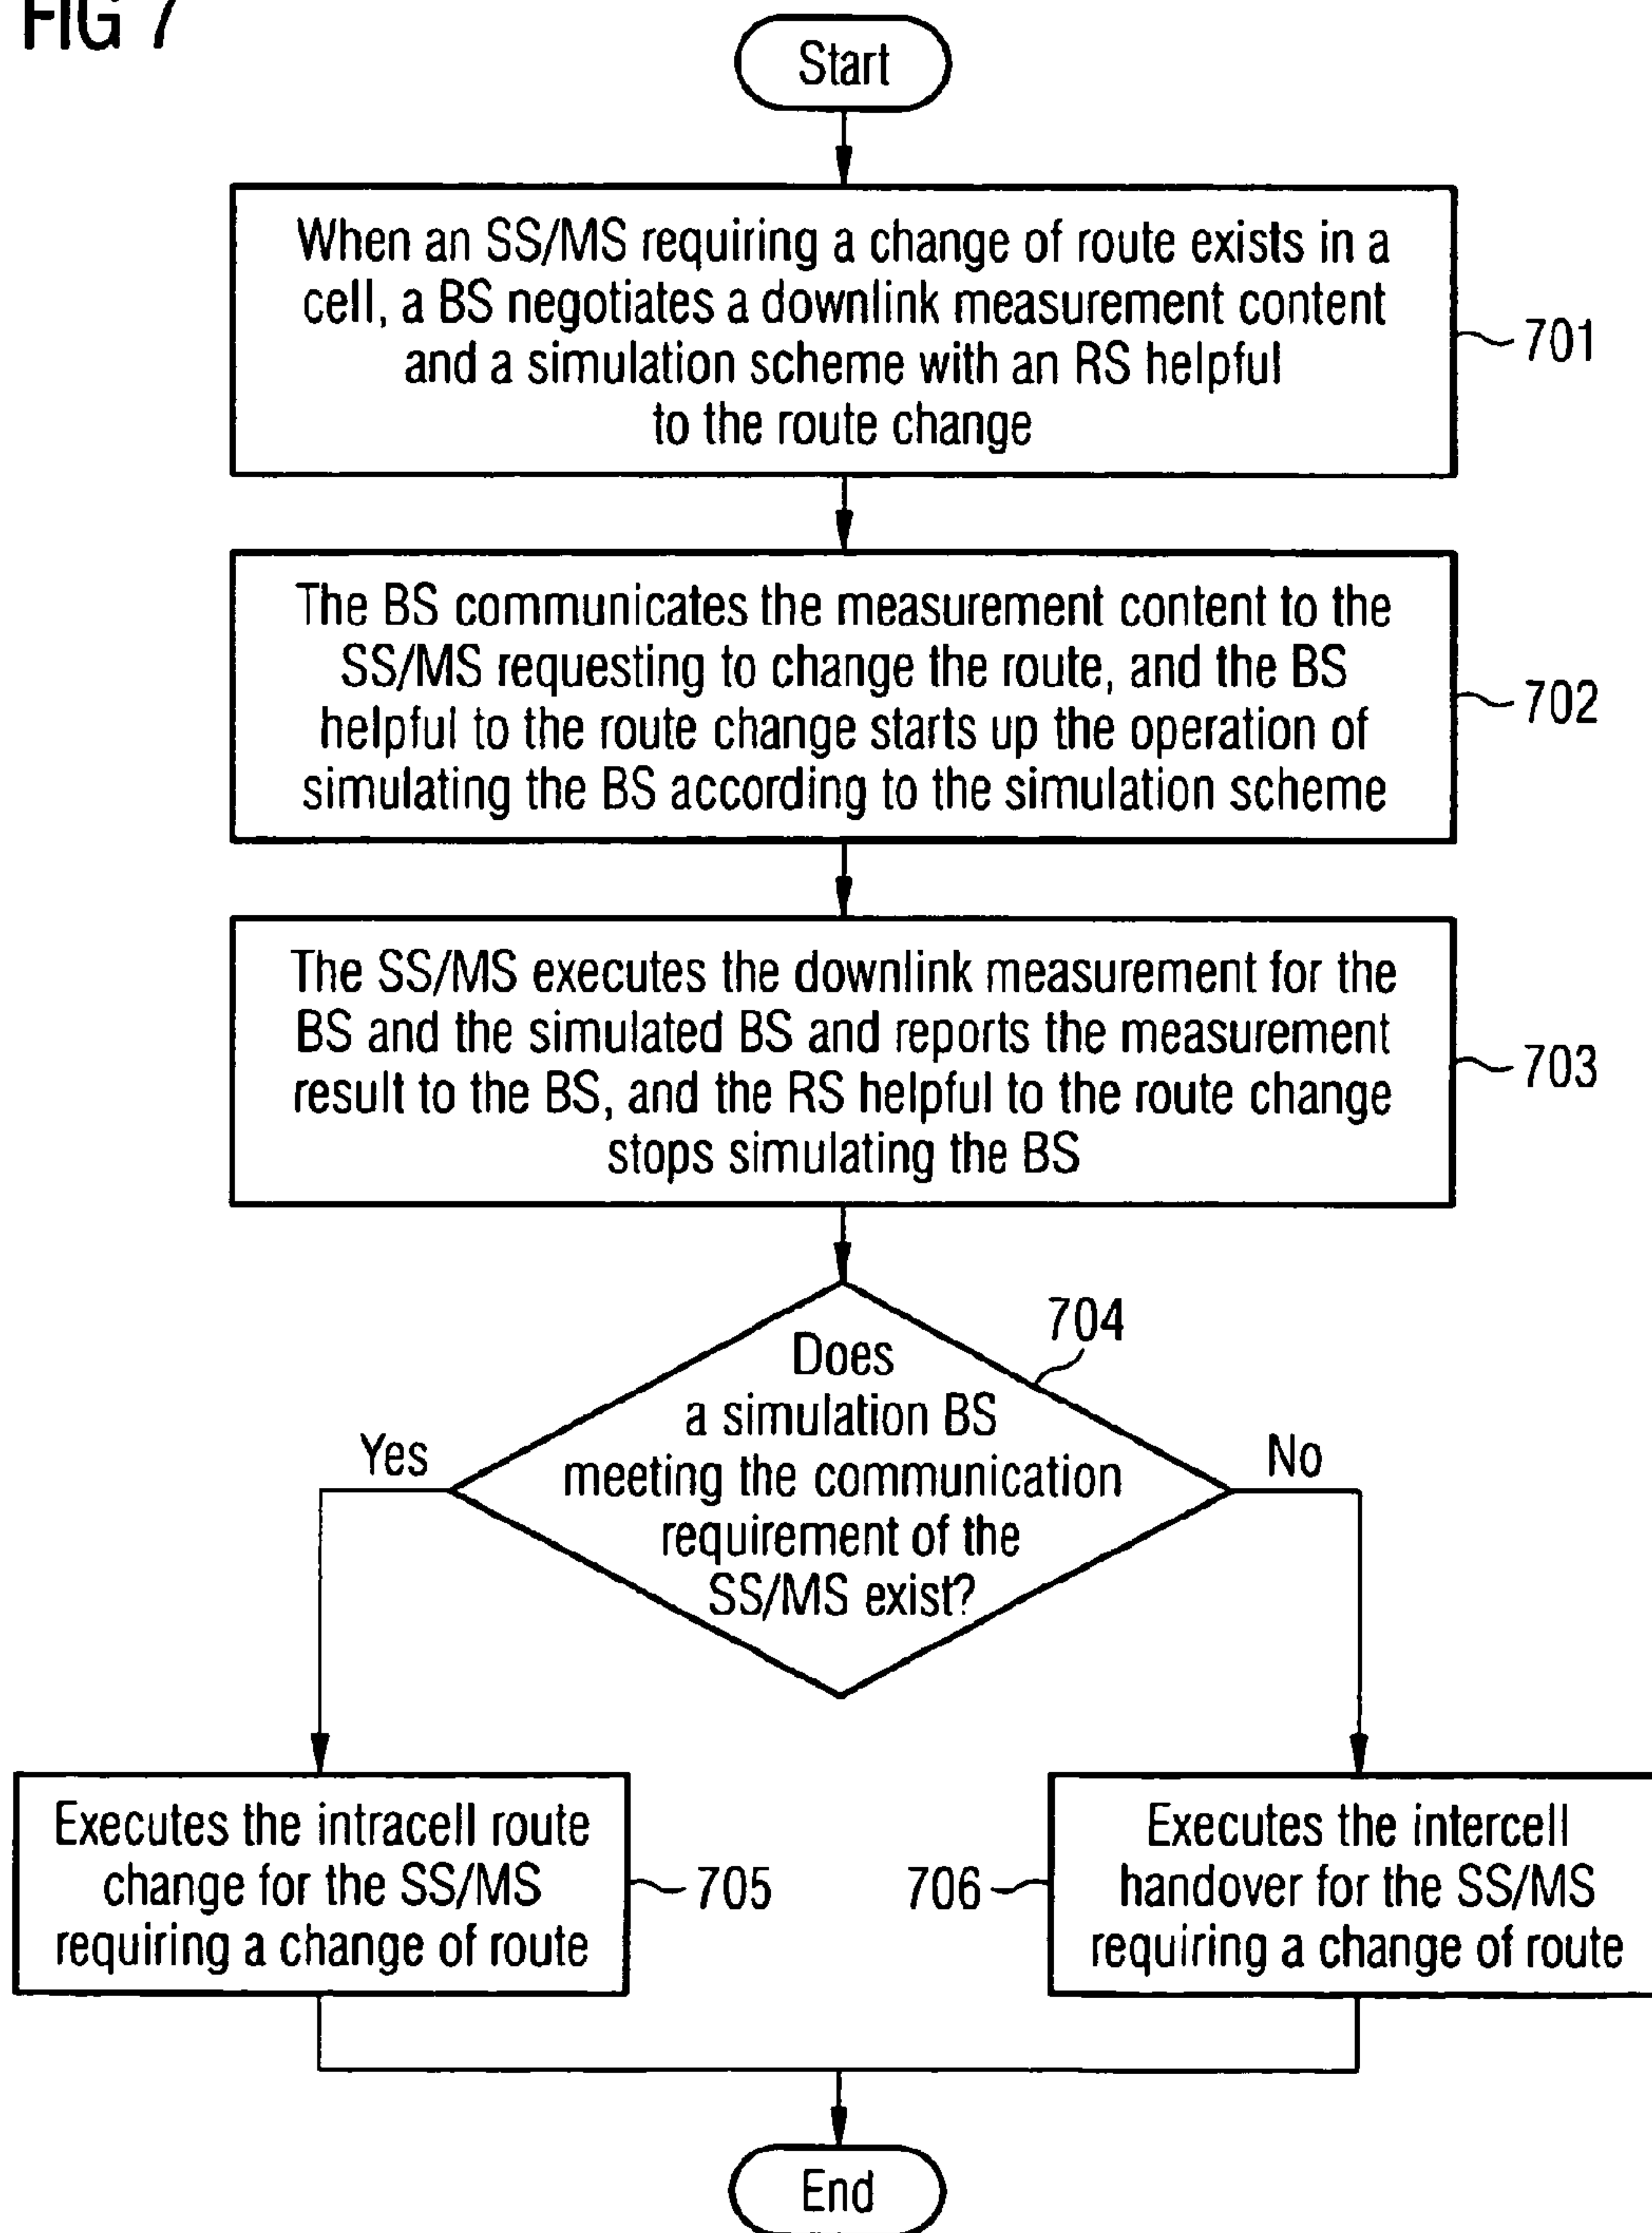 FIG 7
Start
When an SS/MS requiring a change of route exists in a
cell, a BS negotiates a downlink measurement content
and a simulation scheme with an RS helpful
to the route change
701
The BS communicates the measurement content to the
SS/MS requesting to change the route, and the BS
helpful to the route change starts up the operation of
simulating the BS according to the simulation scheme
702
The SS/MS executes the downlink measurement for the
BS and the simulated BS and reports the measurement
result to the BS, and the RS helpful to the route change
stops simulating the BS
703
704
Does
a simulation BS
meeting the communication
requirement of the
SS/MS exist?
Yes
No
Executes the intracell route
change for the SS/MS
requiring a change of route
705
706
Executes the intercell
handover for the SS/MS
requiring a change of route
End